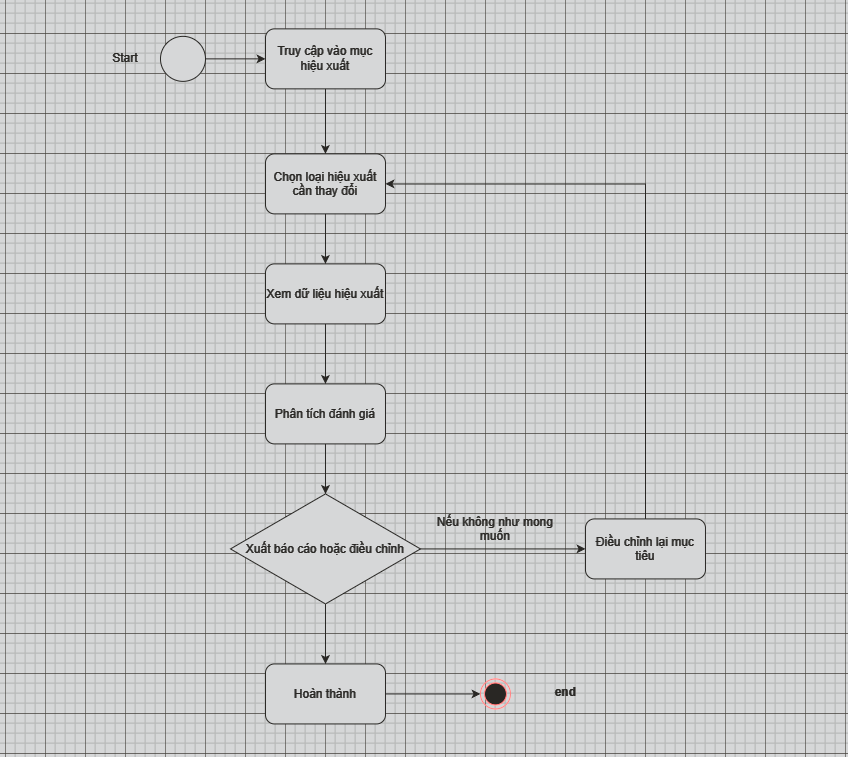 Start
Truy cập vào mục
hiệu xuất
Chọn loại hiệu xuất
cần thay đổi
Xem dữ liệu hiệu xuất
Phân tích đánh giá
Xuất báo cáo hoặc điều chỉnh
Nếu không như mong
muốn
Điều chỉnh lại mục
tiêu
Hoàn thành
end